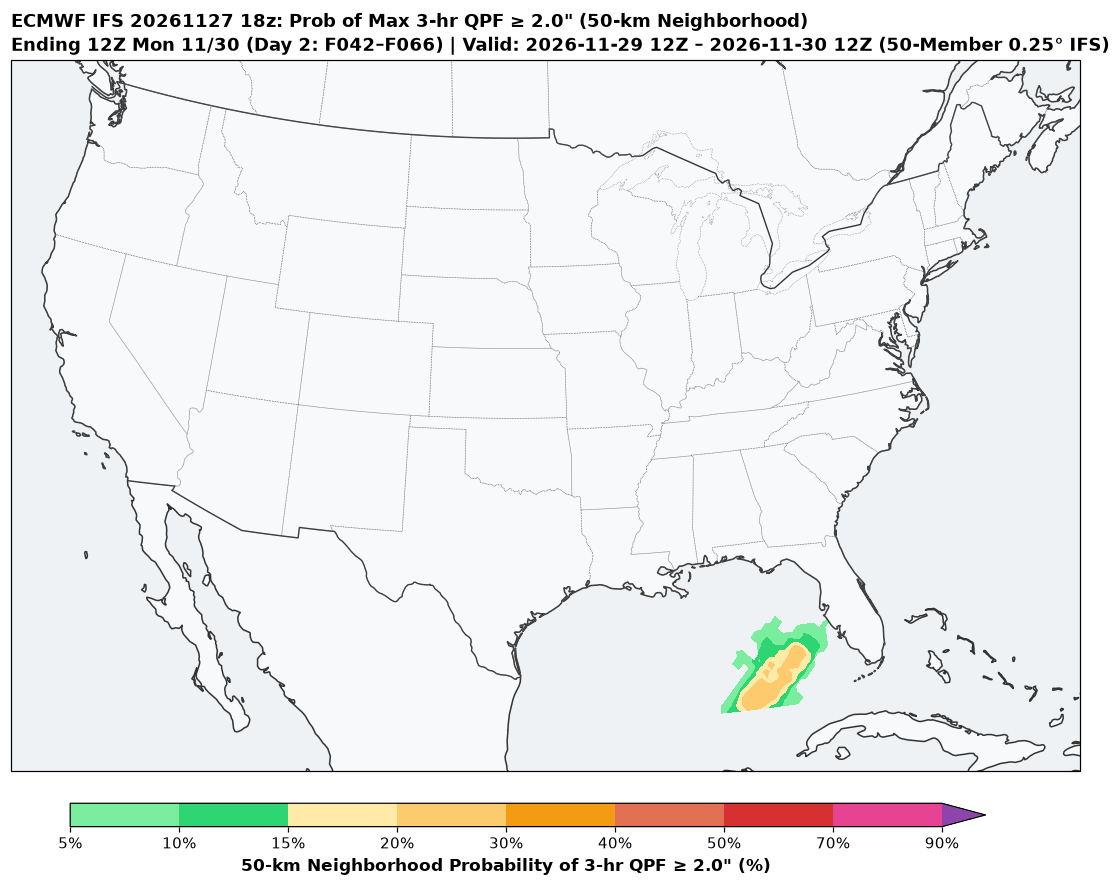 ECMWF IFS 20261127 18z: Prob of Max 3-hr QPF ≥ 2.0" (50-km Neighborhood)
Ending 12Z Mon 11/30 (Day 2: F042–F066) | Valid: 2026-11-29 12Z – 2026-11-30 12Z (50-Member 0.25° IFS)
5% 10% 15% 20% 30% 40% 50% 70% 90%
50-km Neighborhood Probability of 3-hr QPF ≥ 2.0" (%)